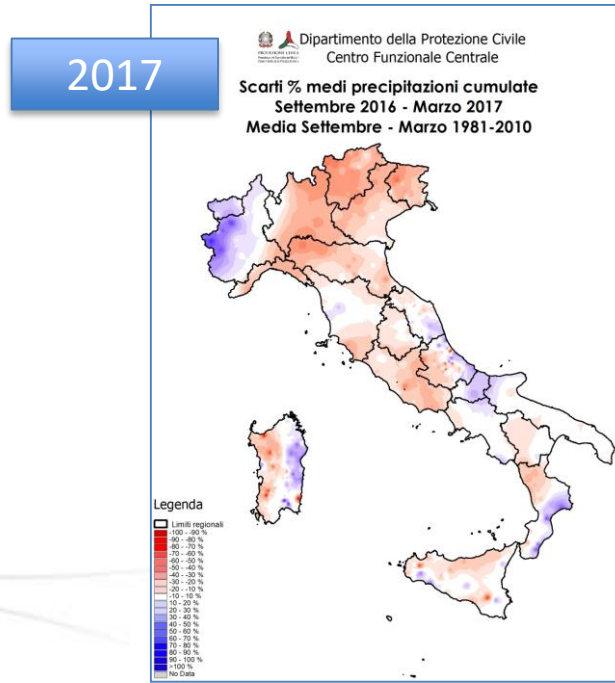 2017
Dipartimento della Protezione Civile
Centro Funzionale Centrale
PROTEZIONE CIVILE
Scarti % medi precipitazioni cumulate
Settembre 2016 - Marzo 2017
Media Settembre - Marzo 1981-2010
Legenda
Limiti regionali
-100 - -90 %
-90 - -80 %
-80 - -70 %
-70 - -60 %
-60 - -50 %
-50 - -40 %
-40 - -30 %
-30 - -20 %
-20 - -10 %
-10 - 10 %
10 - 20 %
20 - 30 %
30 - 40 %
40 - 50 %
50 - 60 %
60 - 70 %
70 - 80 %
80 - 90 %
90 - 100 %
>100 %
No Data